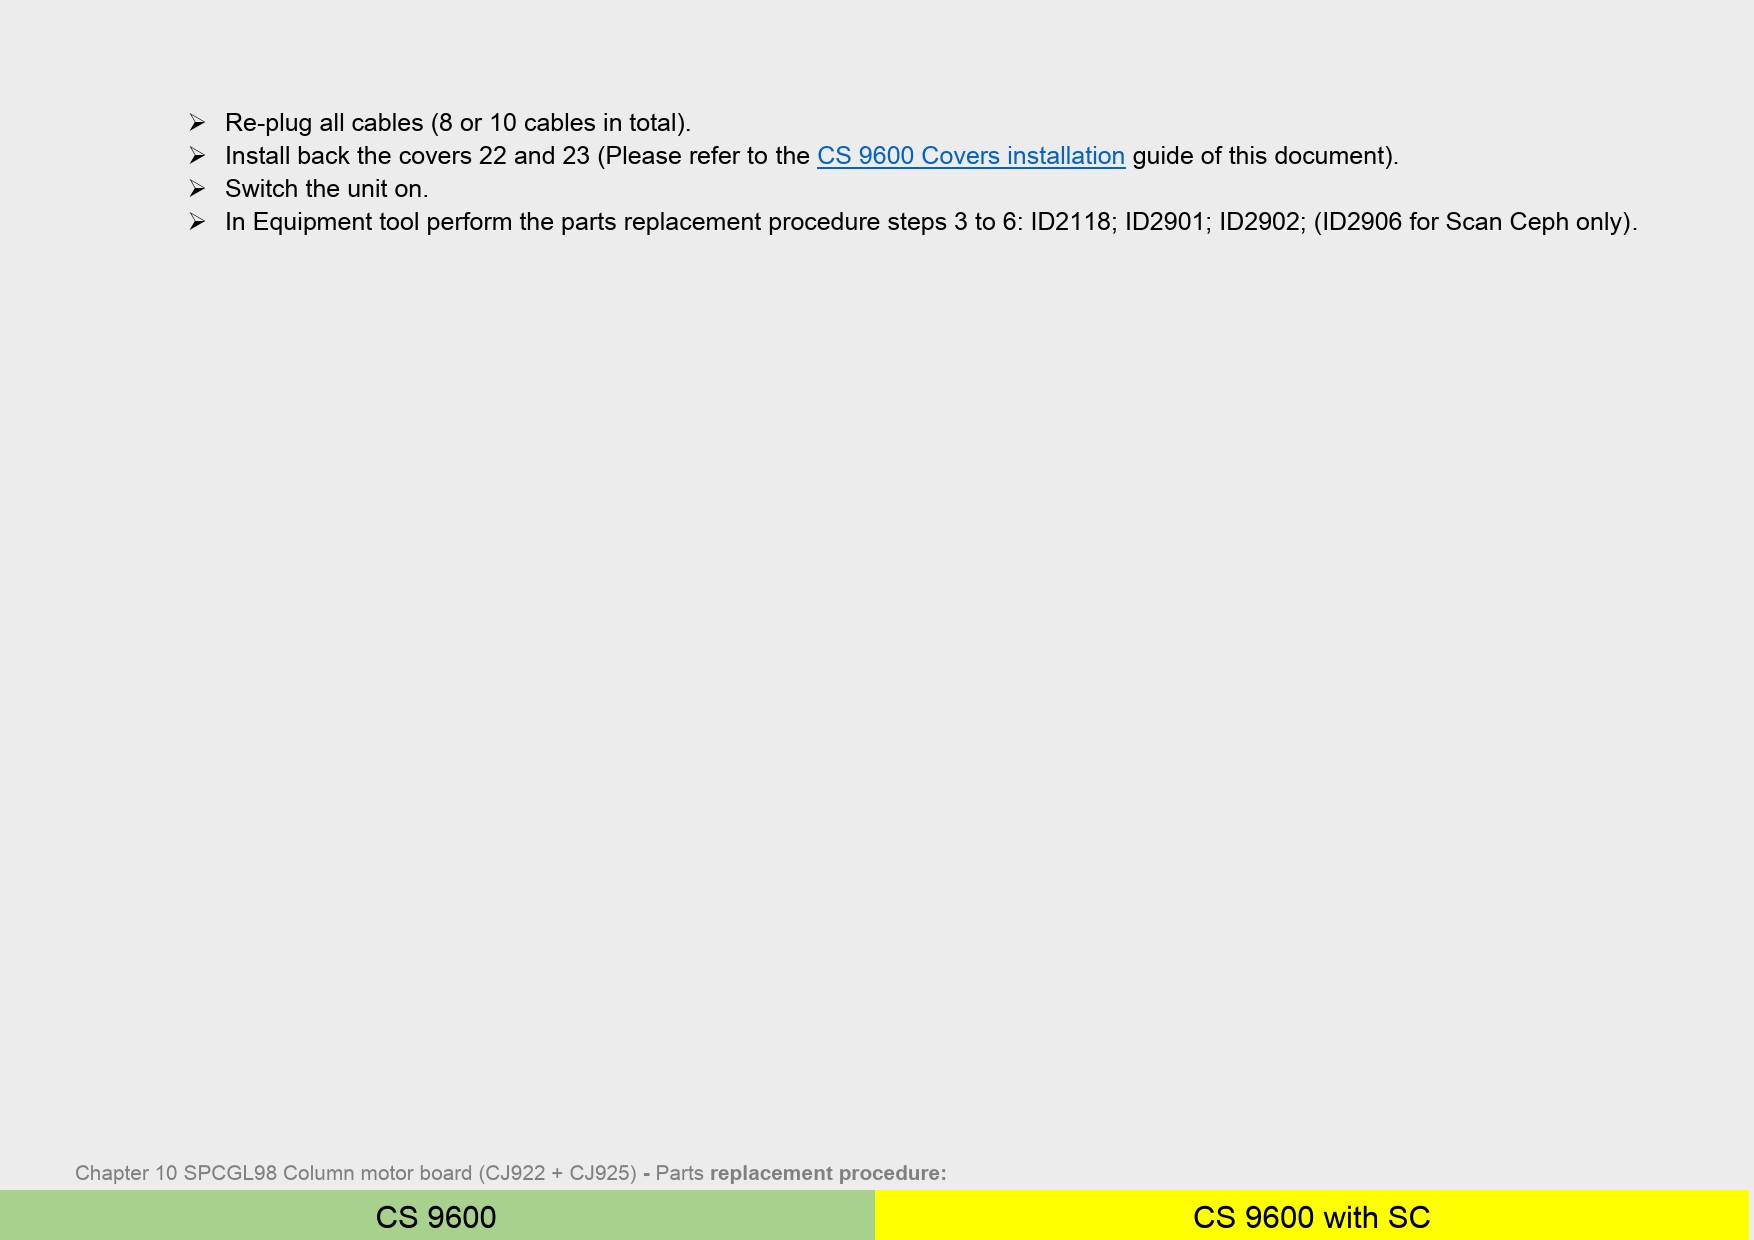 Re-plug all cables (8 or 10 cables in total).
Install back the covers 22 and 23 (Please refer to the CS 9600 Covers installation guide of this document).
Switch the unit on.
In Equipment tool perform the parts replacement procedure steps 3 to 6: ID2118; ID2901; ID2902; (ID2906 for Scan Ceph only).
Chapter 10 SPCGL98 Column motor board (CJ922 + CJ925) - Parts replacement procedure:
CS 9600
CS 9600 with SC